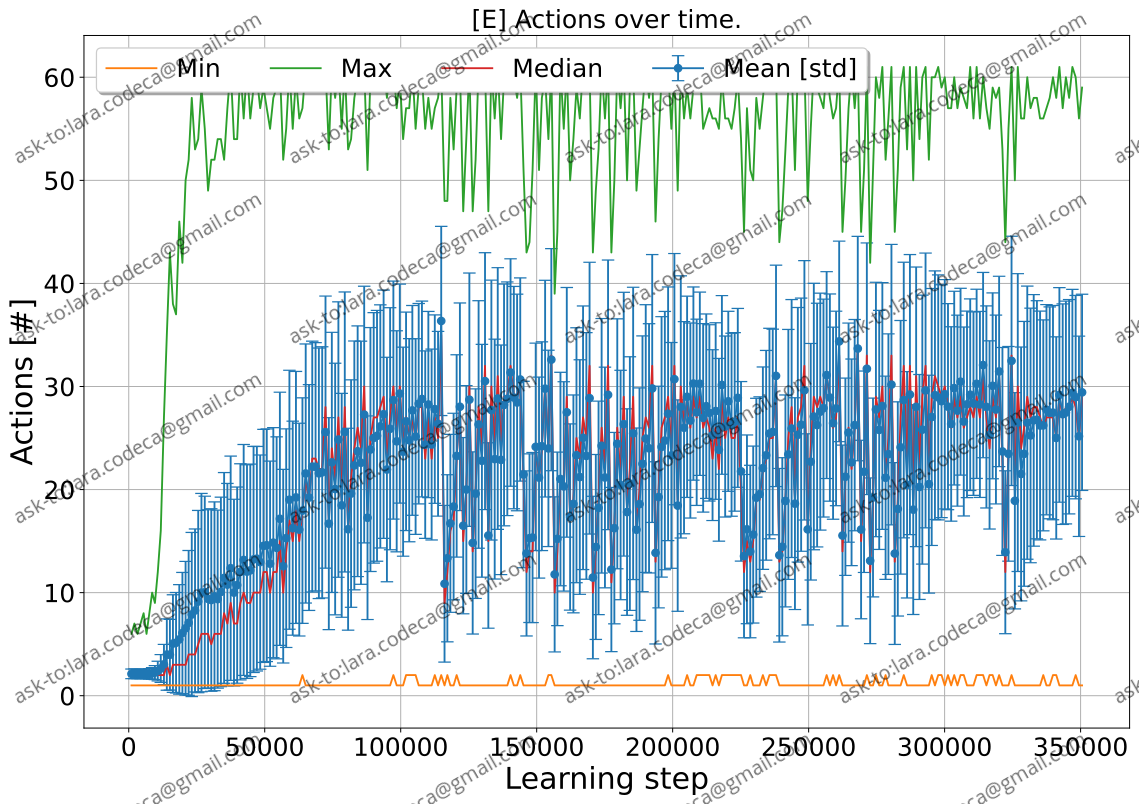 [E] Actions over time.
Min Max Median Mean [std]
60
50
40
30
20
10
0
Actions [#]
0 50000 100000 150000 200000 250000 300000 350000
Learning step
ask-to:lara.codeca@gmail.com